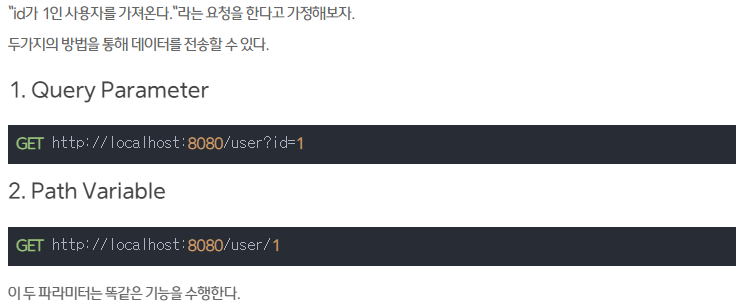 "id가 1인 사용자를 가져온다."라는 요청을 한다고 가정해보자.
두가지의 방법을 통해 데이터를 전송할 수 있다.
1. Query Parameter
GET http://localhost:8080/user?id=1
2. Path Variable
GET http://localhost:8080/user/1
이 두 파라미터는 똑같은 기능을 수행한다.